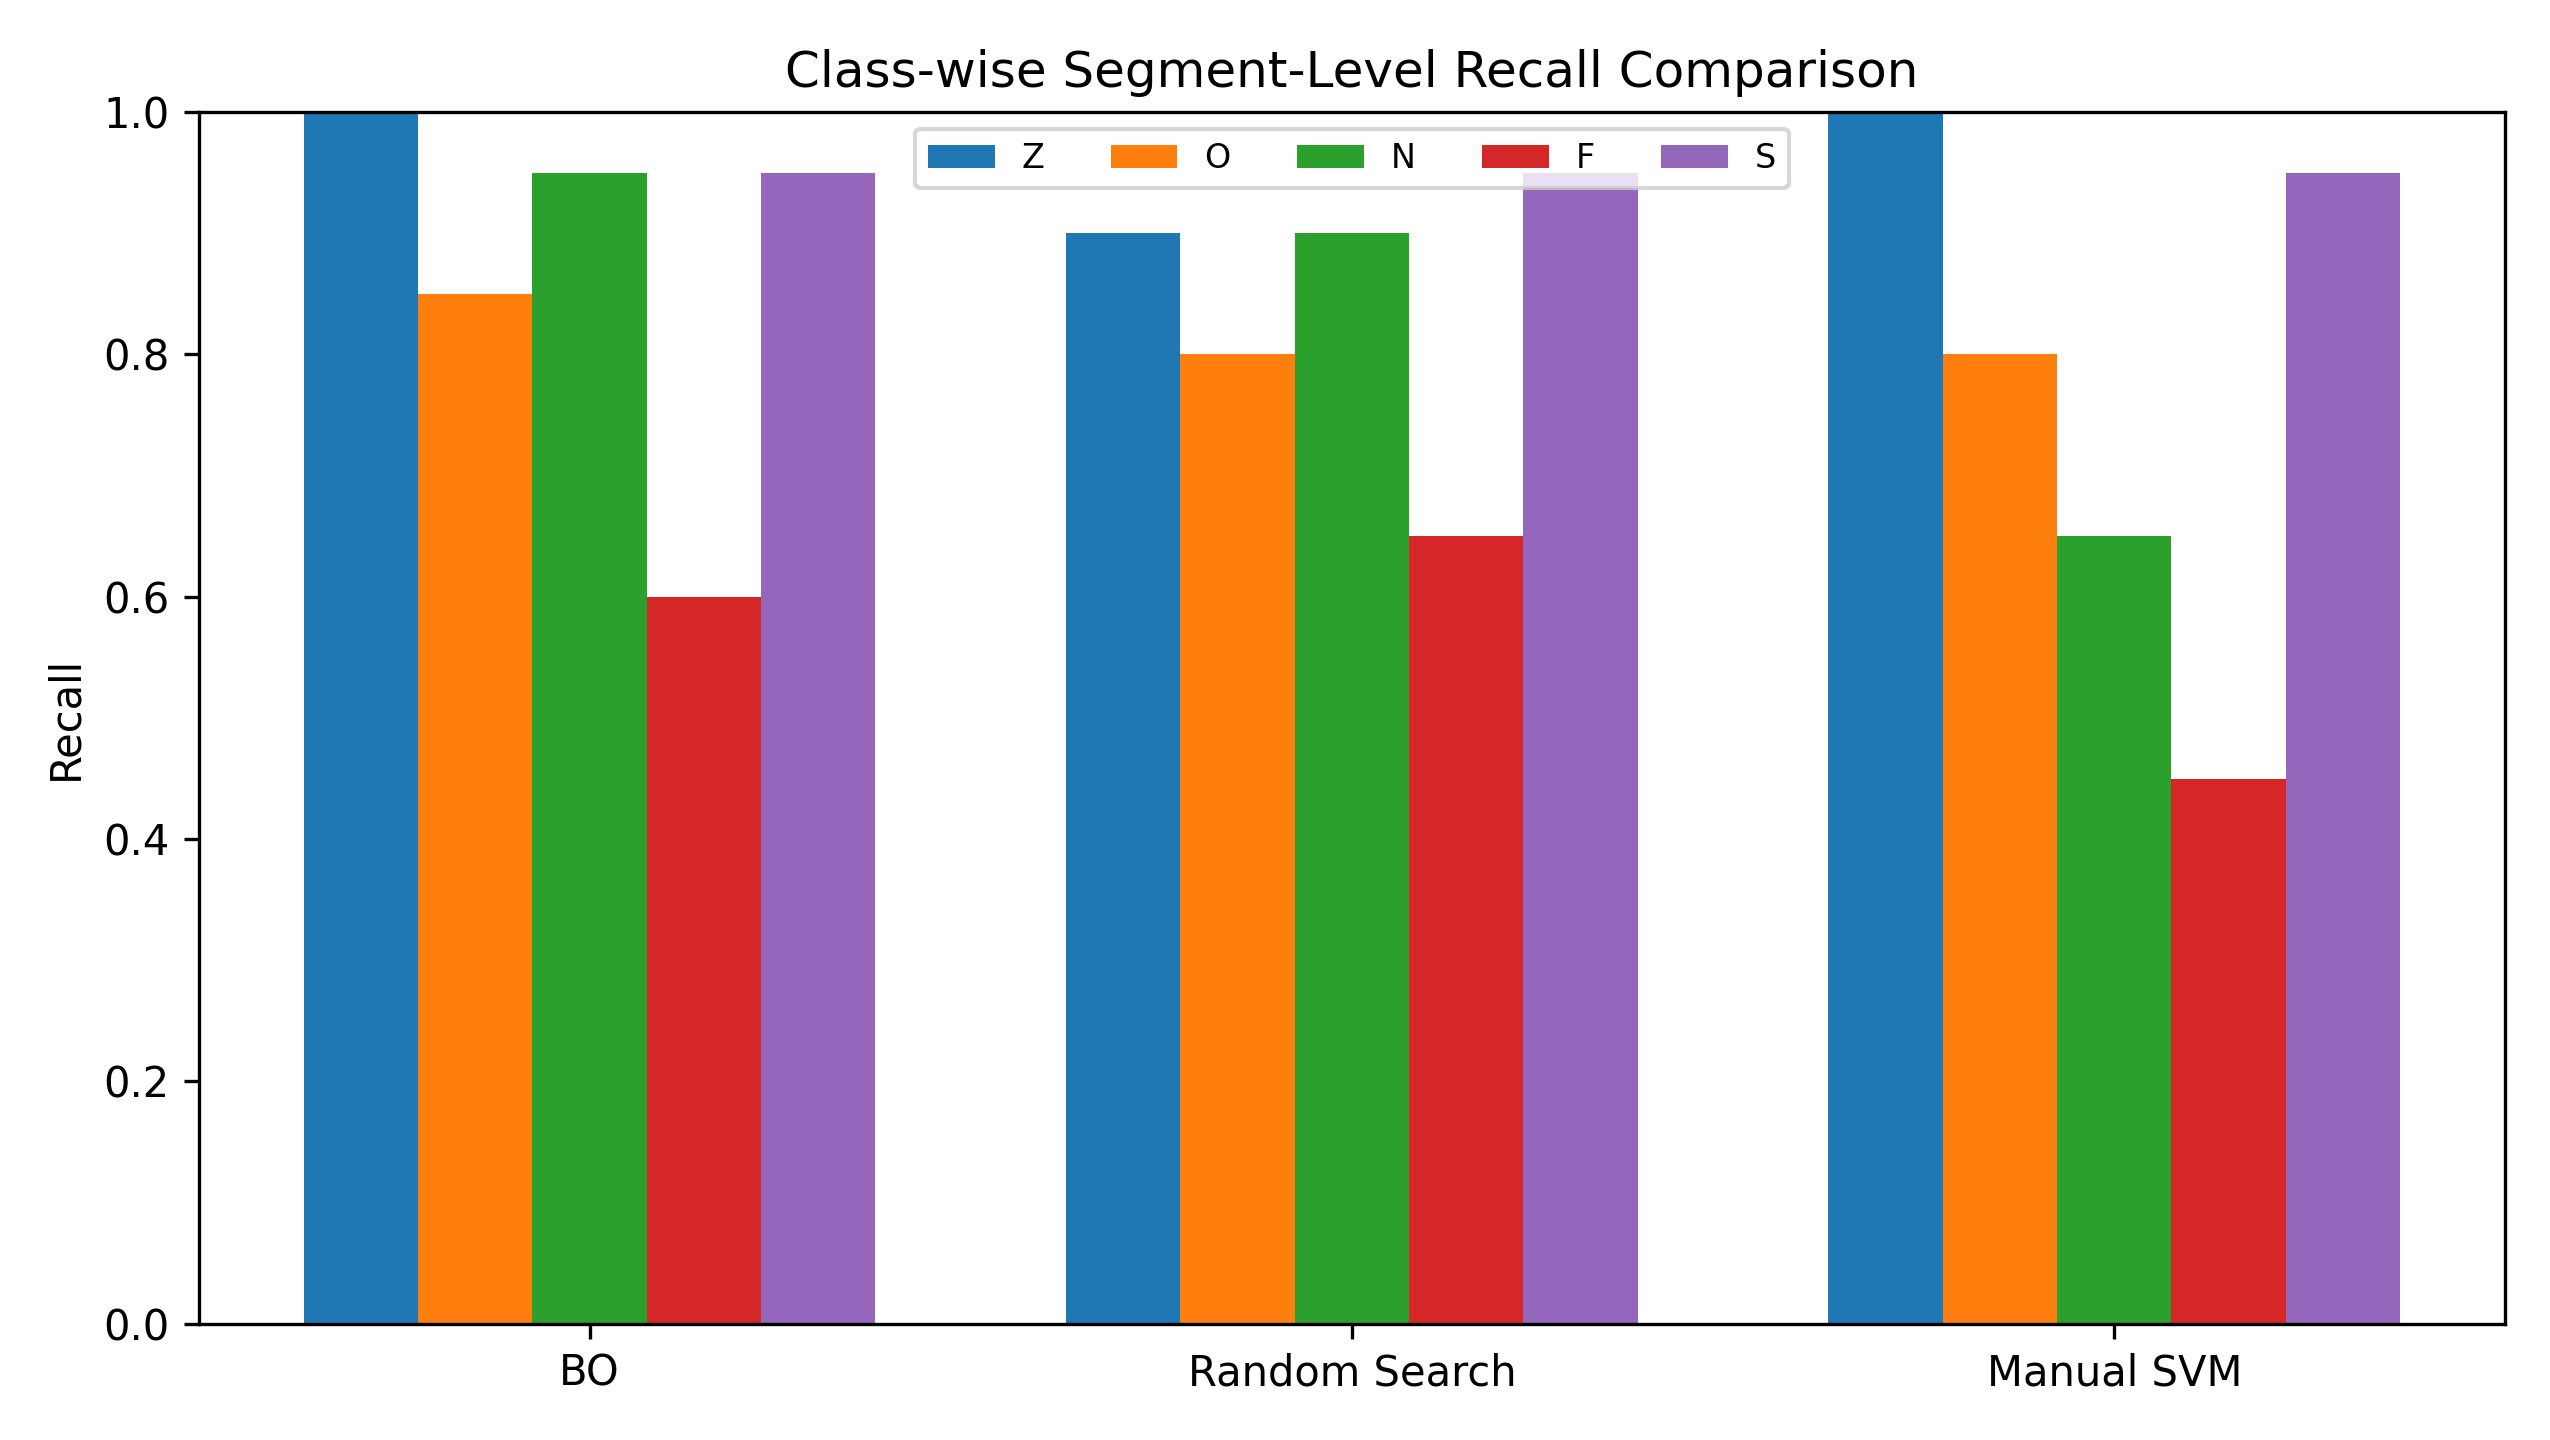 Class-wise Segment-Level Recall Comparison
Z O N F S
1.0
0.8
0.6
0.4
0.2
0.0
Recall
BO Random Search Manual SVM